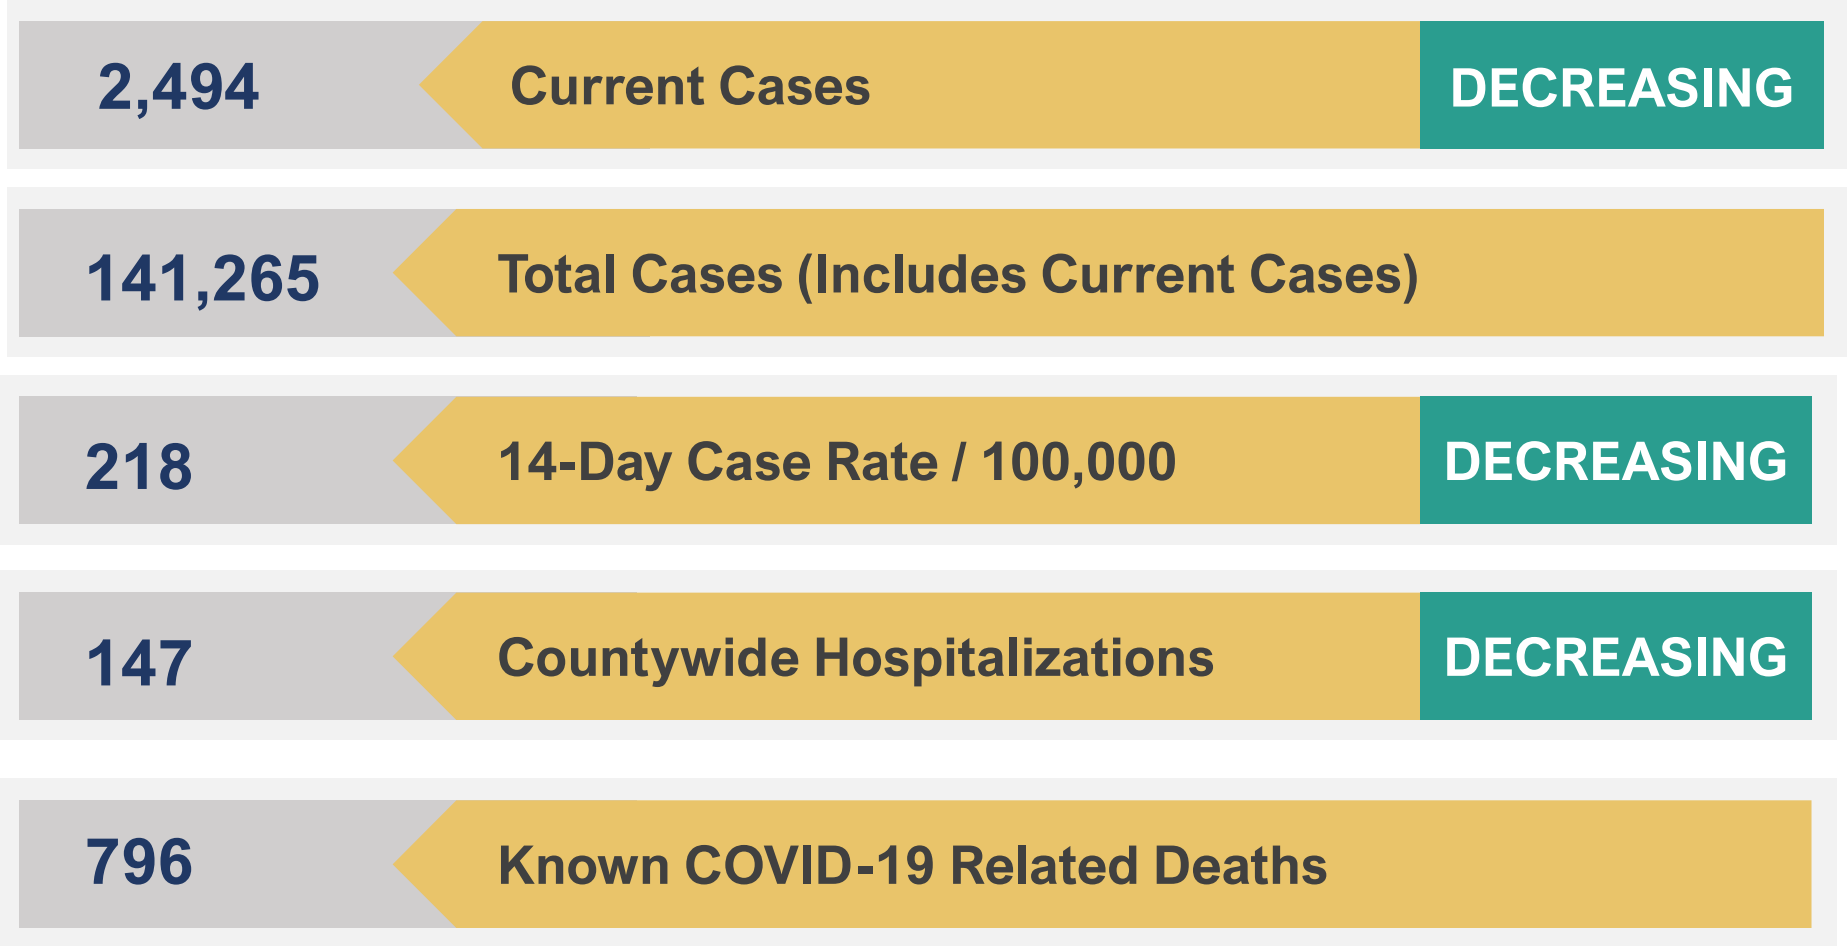 2,494 Current Cases DECREASING
141,265 Total Cases (Includes Current Cases)
218 14-Day Case Rate / 100,000 DECREASING
147 Countywide Hospitalizations DECREASING
796 Known COVID-19 Related Deaths